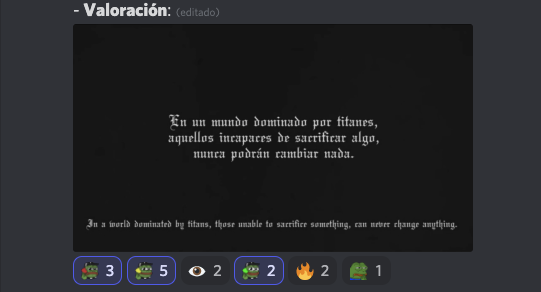 - Valoración: (editado)
En un mundo dominado por titanes,
aquellos incapaces de sacrificar algo,
nunca podrán cambiar nada.
In a world dominated by titans, those unable to sacrifice something, can never change anything.
3 5 2 2 2 1